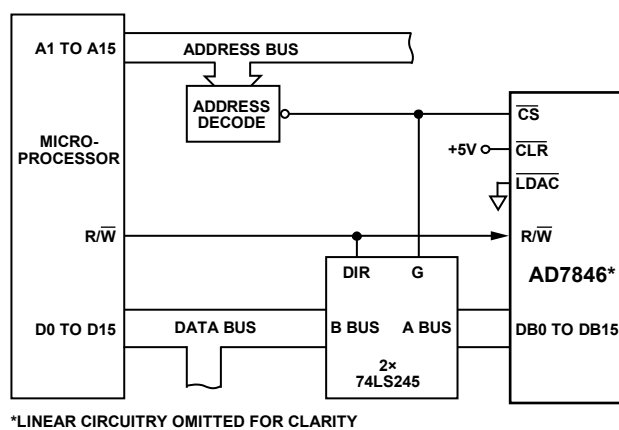 A1 TO A15
ADDRESS BUS
ADDRESS
DECODE
MICRO-
PROCESSOR
CS
+5V
CLR
LDAC
R/W
R/W
DIR
G
AD7846*
D0 TO D15
DATA BUS
B BUS
A BUS
DB0 TO DB15
2×
74LS245
*LINEAR CIRCUITRY OMITTED FOR CLARITY